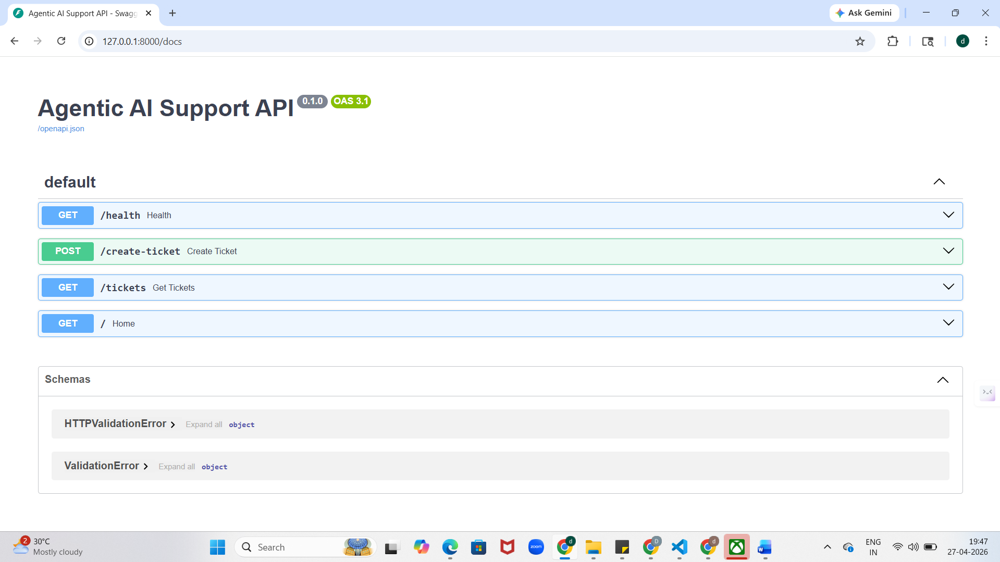 Agentic AI Support API - Swagg
Ask Gemini
127.0.0.1:8000/docs
d
Agentic AI Support API 0.1.0 OAS 3.1
/openapi.json
default
GET /health Health
POST /create-ticket Create Ticket
GET /tickets Get Tickets
GET / Home
Schemas
HTTPValidationError Expand all object
ValidationError Expand all object
2
30°C
Mostly cloudy
Search
zoom
d
D
d
W
ENG
IN
19:47
27-04-2026